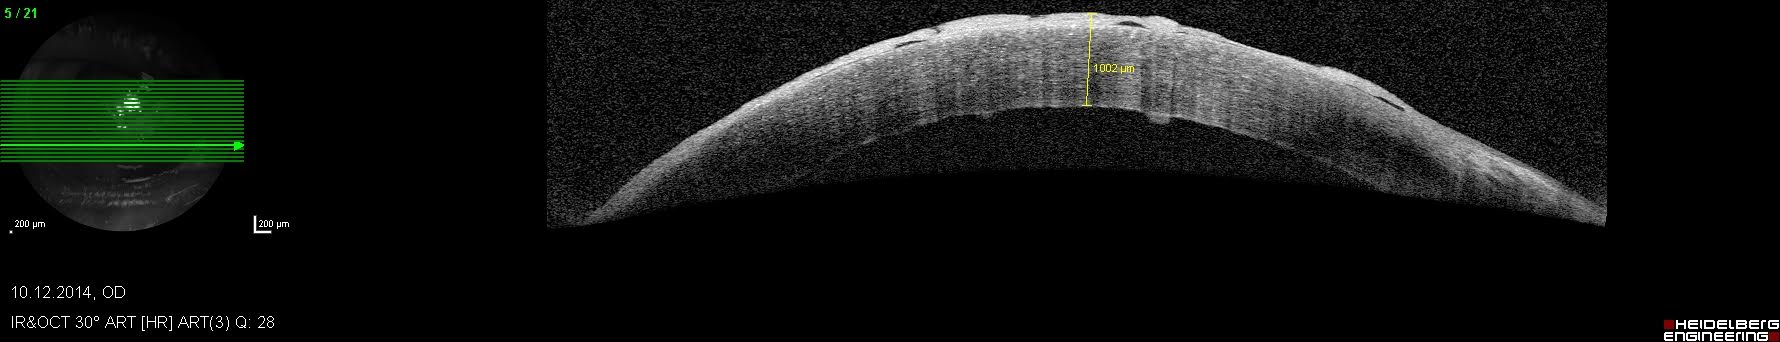 5 / 21
1002 µm
200 µm
200 µm
10.12.2014, OD
IR&OCT 30° ART [HR] ART(3) Q: 28
HEIDELBERG
ENGINEERING